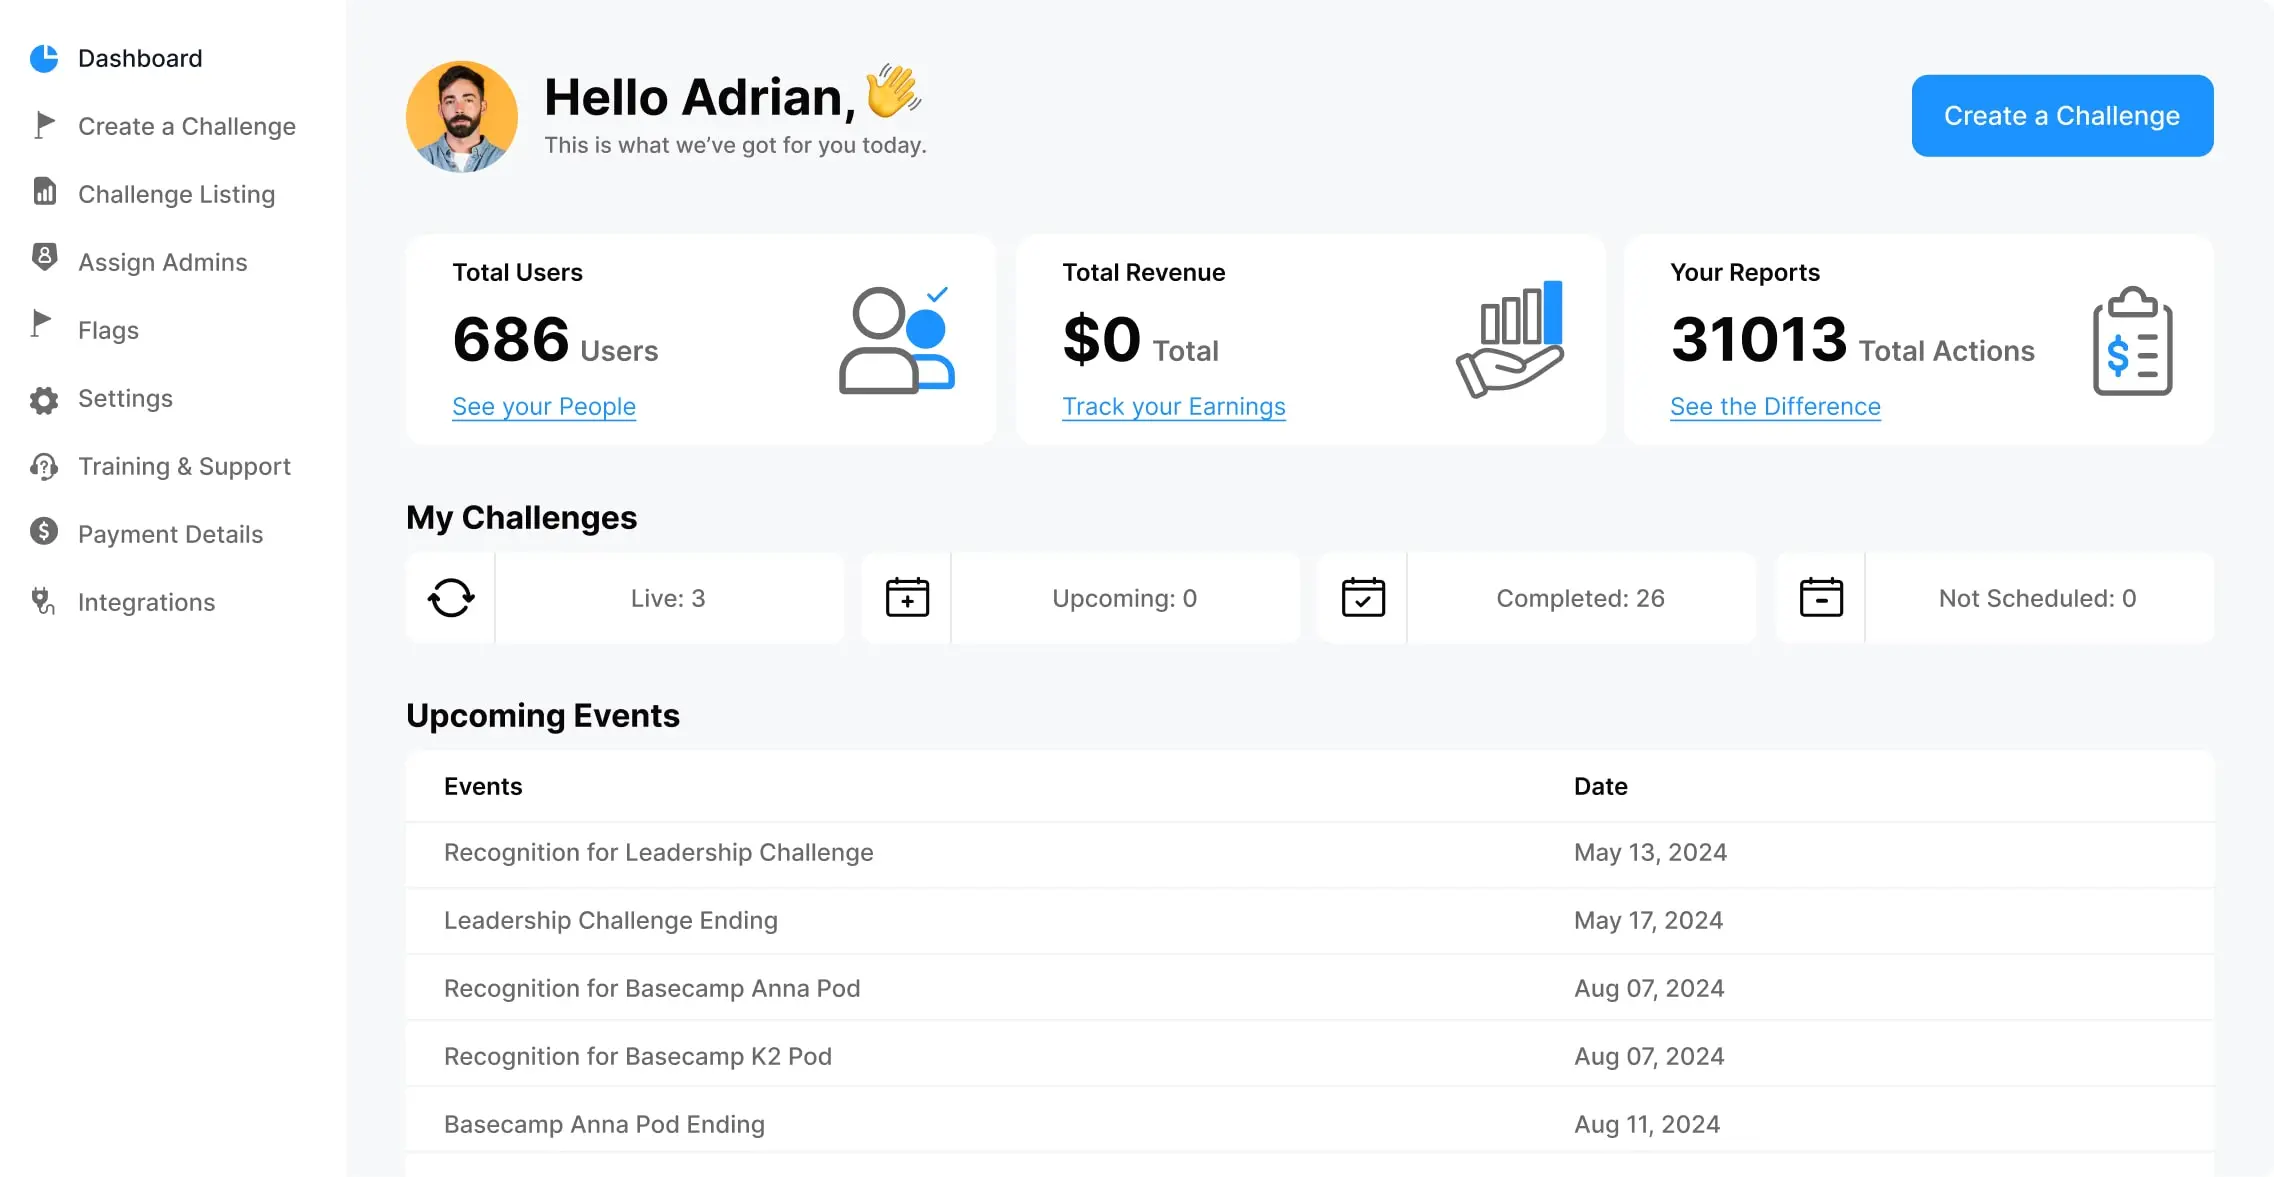 Dashboard
Create a Challenge
Challenge Listing
Assign Admins
Flags
Settings
Training & Support
Payment Details
Integrations
Hello Adrian,
This is what we’ve got for you today.
Create a Challenge
Total Users
686 Users
See your People
Total Revenue
$0 Total
Track your Earnings
Your Reports
31013 Total Actions
See the Difference
My Challenges
Live: 3
Upcoming: 0
Completed: 26
Not Scheduled: 0
Upcoming Events
Events Date
Recognition for Leadership Challenge May 13, 2024
Leadership Challenge Ending May 17, 2024
Recognition for Basecamp Anna Pod Aug 07, 2024
Recognition for Basecamp K2 Pod Aug 07, 2024
Basecamp Anna Pod Ending Aug 11, 2024